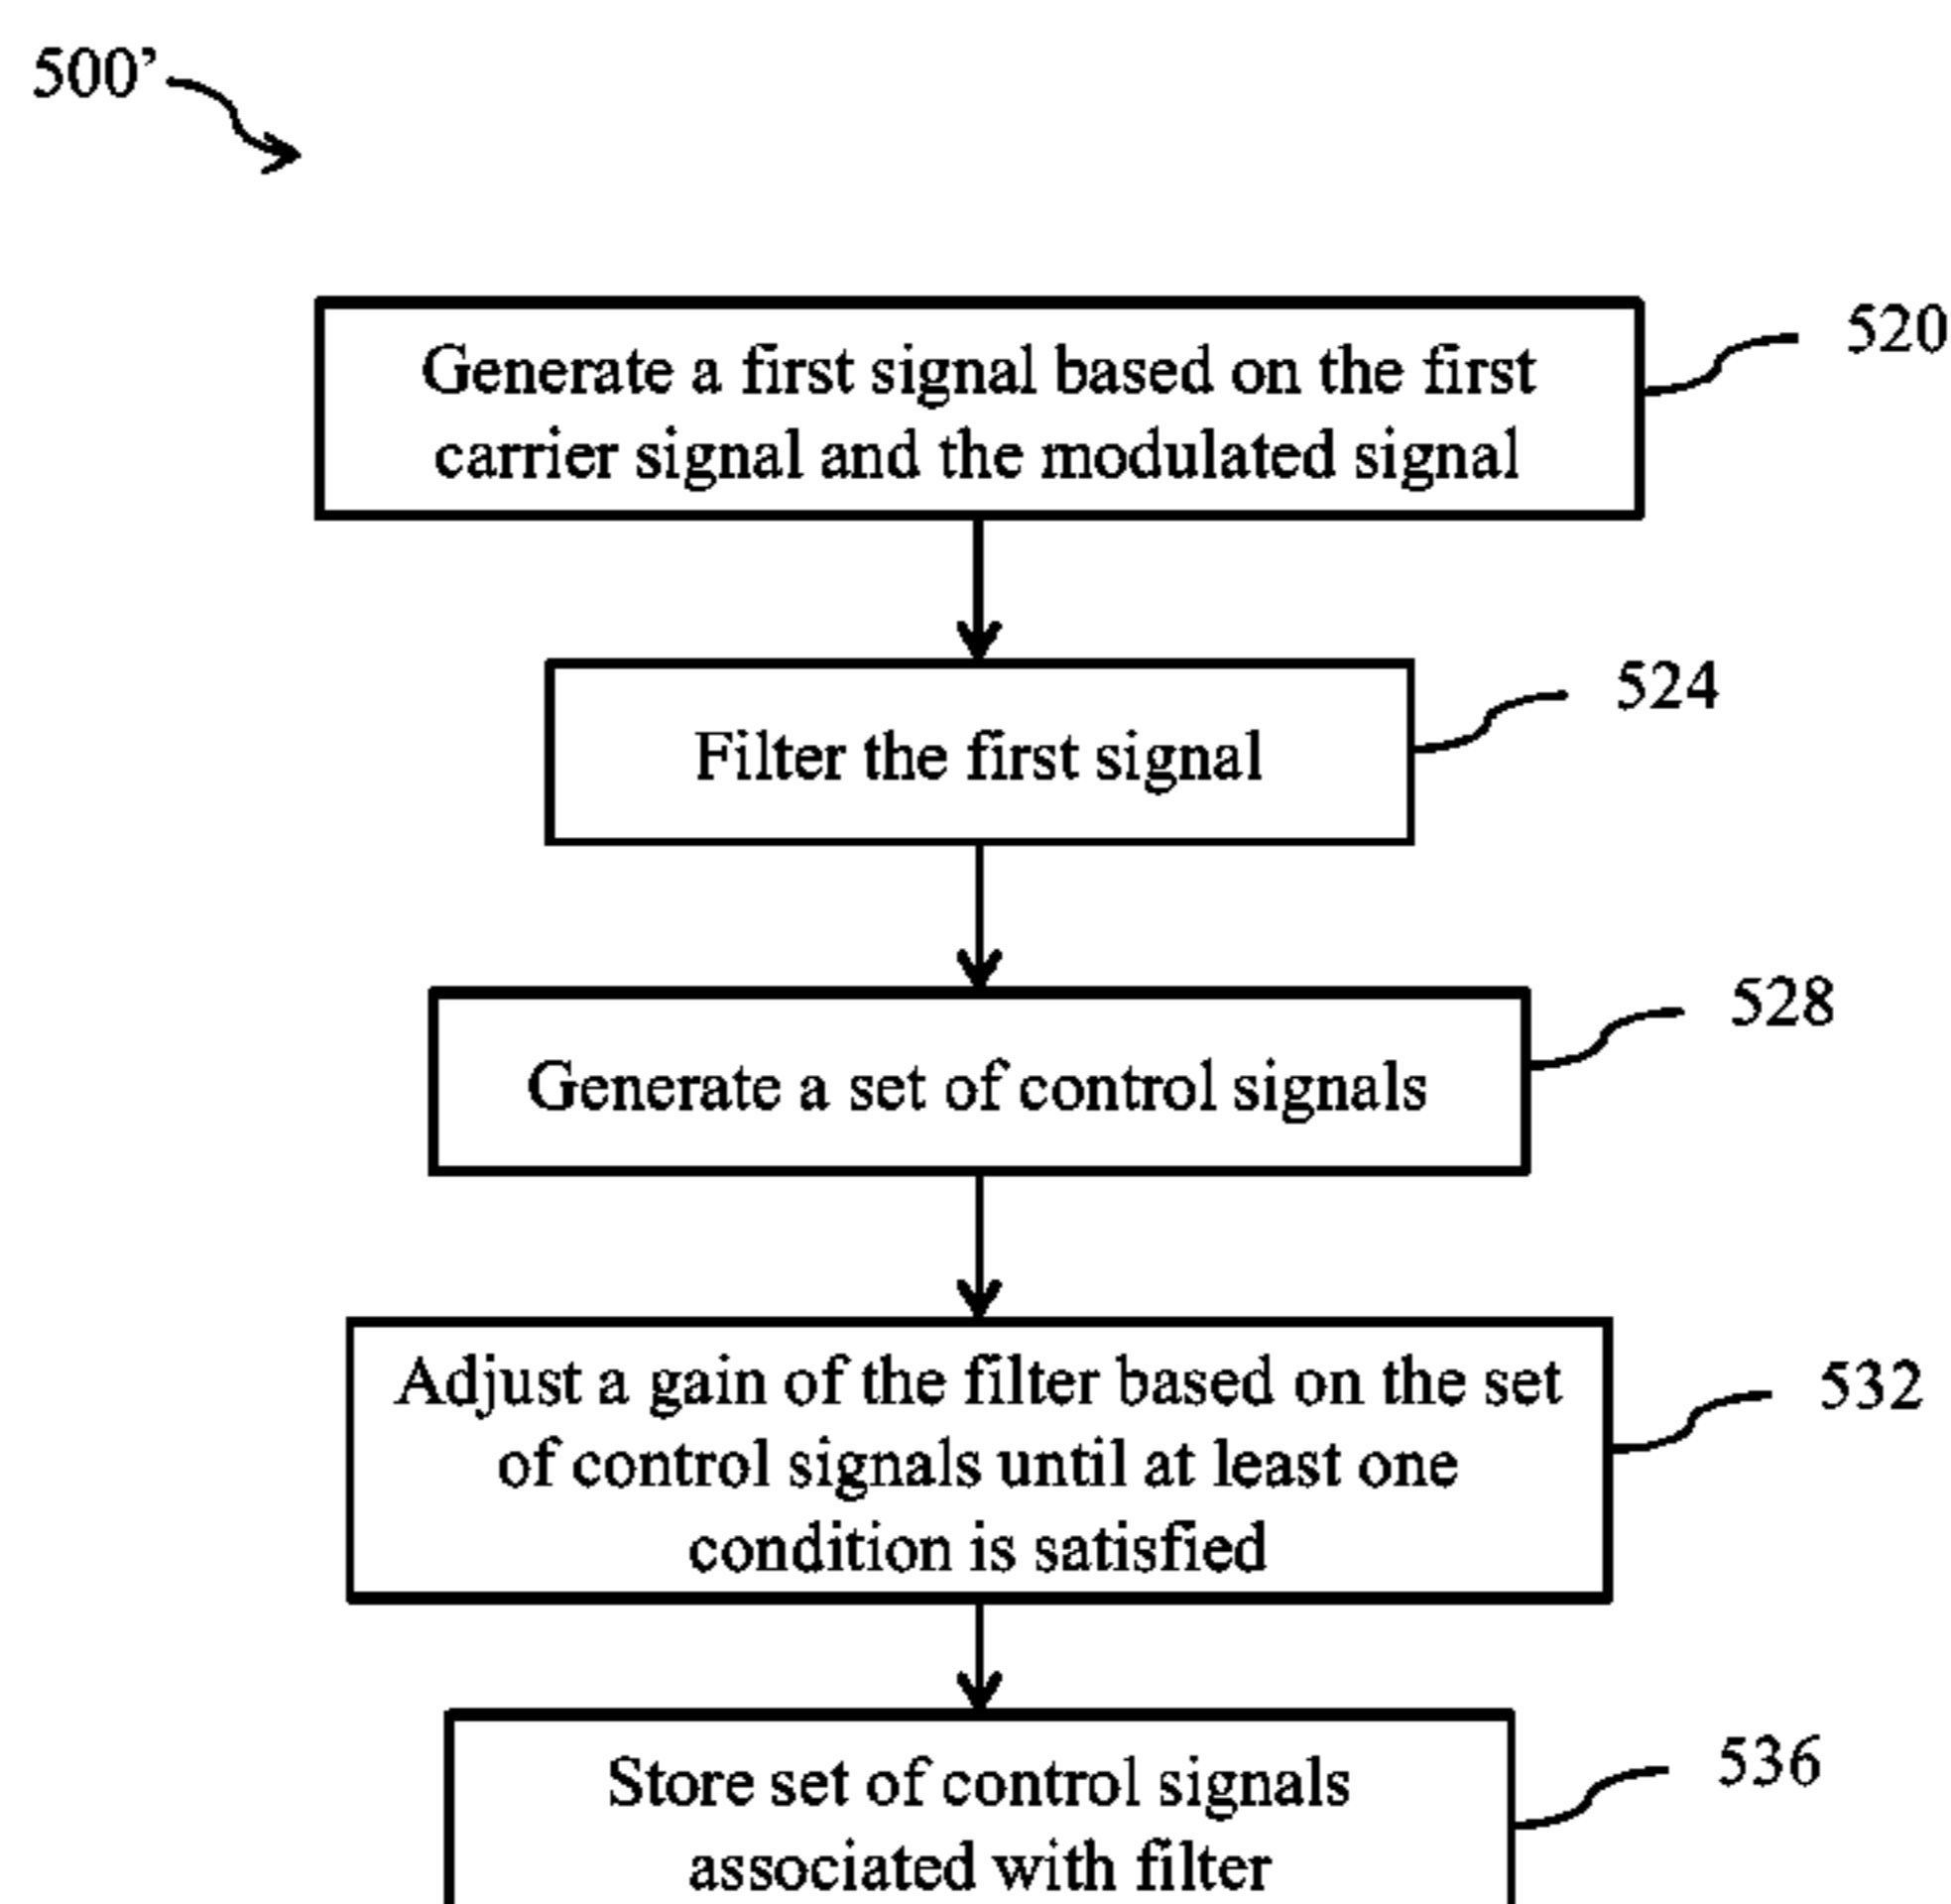 500’
Generate a first signal based on the first
carrier signal and the modulated signal
520
Filter the first signal
524
Generate a set of control signals
528
Adjust a gain of the filter based on the set
of control signals until at least one
condition is satisfied
532
Store set of control signals
associated with filter
536